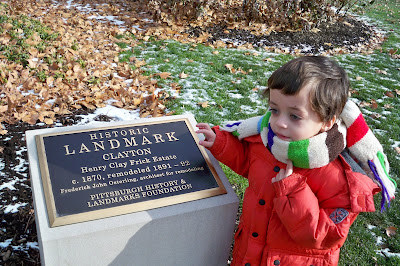 HISTORIC
LANDMARK
CLAYTON
Henry Clay Frick Estate
c. 1870, remodeled 1891 - 92
Frederick John Osterling, architect for remodeling
PITTSBURGH HISTORY &
LANDMARKS FOUNDATION